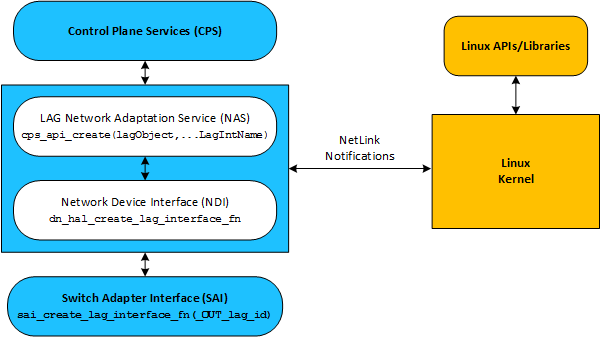 Control Plane Services (CPS)
Linux APIs/Libraries
LAG Network Adaptation Service (NAS)
cps_api_create(lagObject,...LagIntName)
NetLink
Notifications
Linux
Kernel
Network Device Interface (NDI)
dn_hal_create_lag_interface_fn
Switch Adapter Interface (SAI)
sai_create_lag_interface_fn(_OUT_lag_id)